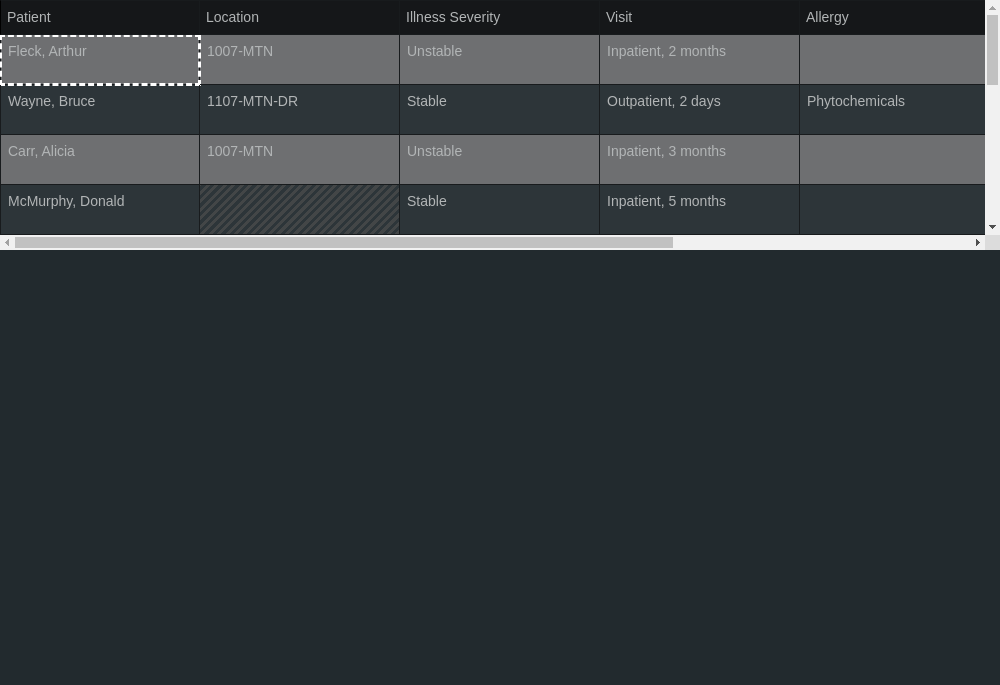 Patient Location Illness Severity Visit Allergy
Fleck, Arthur 1007-MTN Unstable Inpatient, 2 months
Wayne, Bruce 1107-MTN-DR Stable Outpatient, 2 days Phytochemicals
Carr, Alicia 1007-MTN Unstable Inpatient, 3 months
McMurphy, Donald Stable Inpatient, 5 months